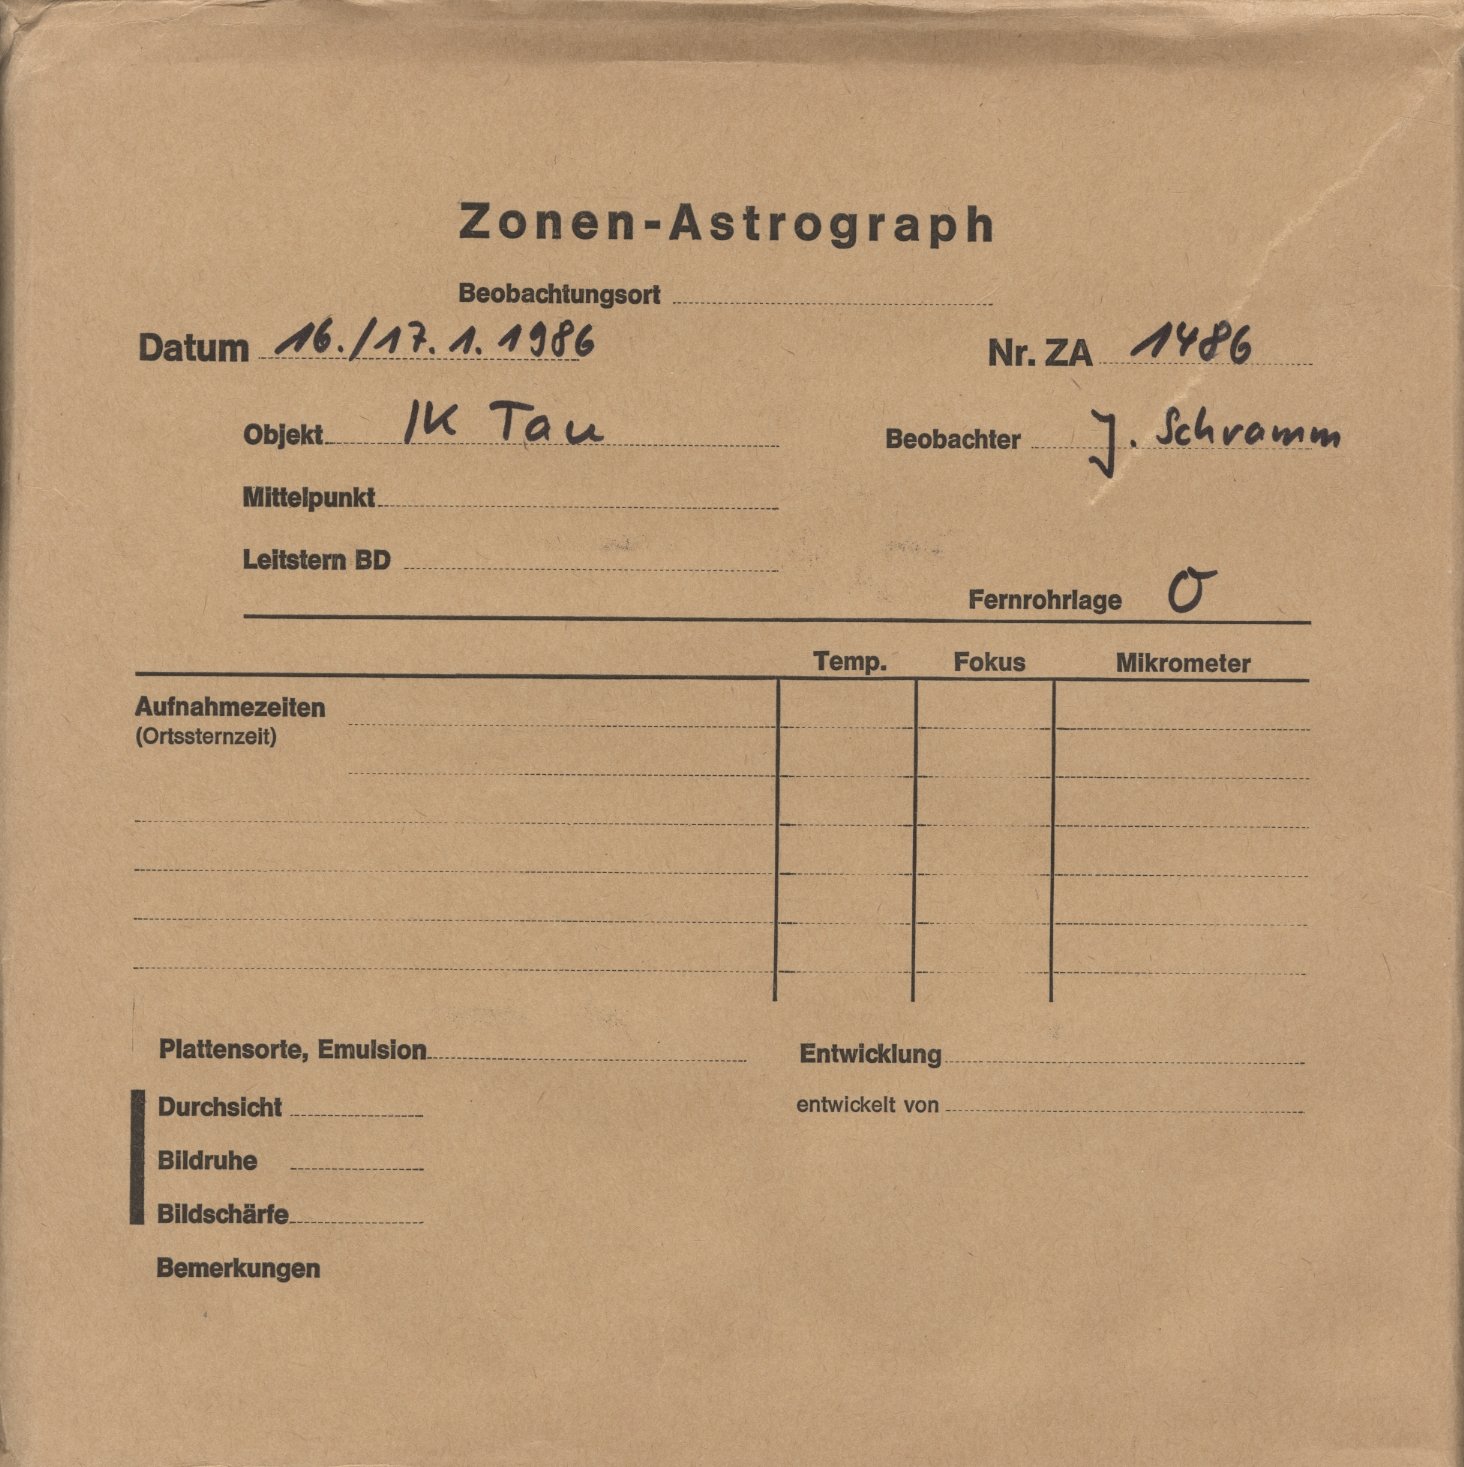 Zonen-Astrograph
Beobachtungsort
Datum 16./17. 1. 1986 Nr. ZA 1486
Objekt IK Tau Beobachter J. Schramm
Mittelpunkt
Leitstern BD
Fernrohrlage O
Temp. Fokus Mikrometer
Aufnahmezeiten
(Ortssternzeit)
Plattensorte, Emulsion Entwicklung
Durchsicht entwickelt von
Bildruhe
Bildschärfe
Bemerkungen